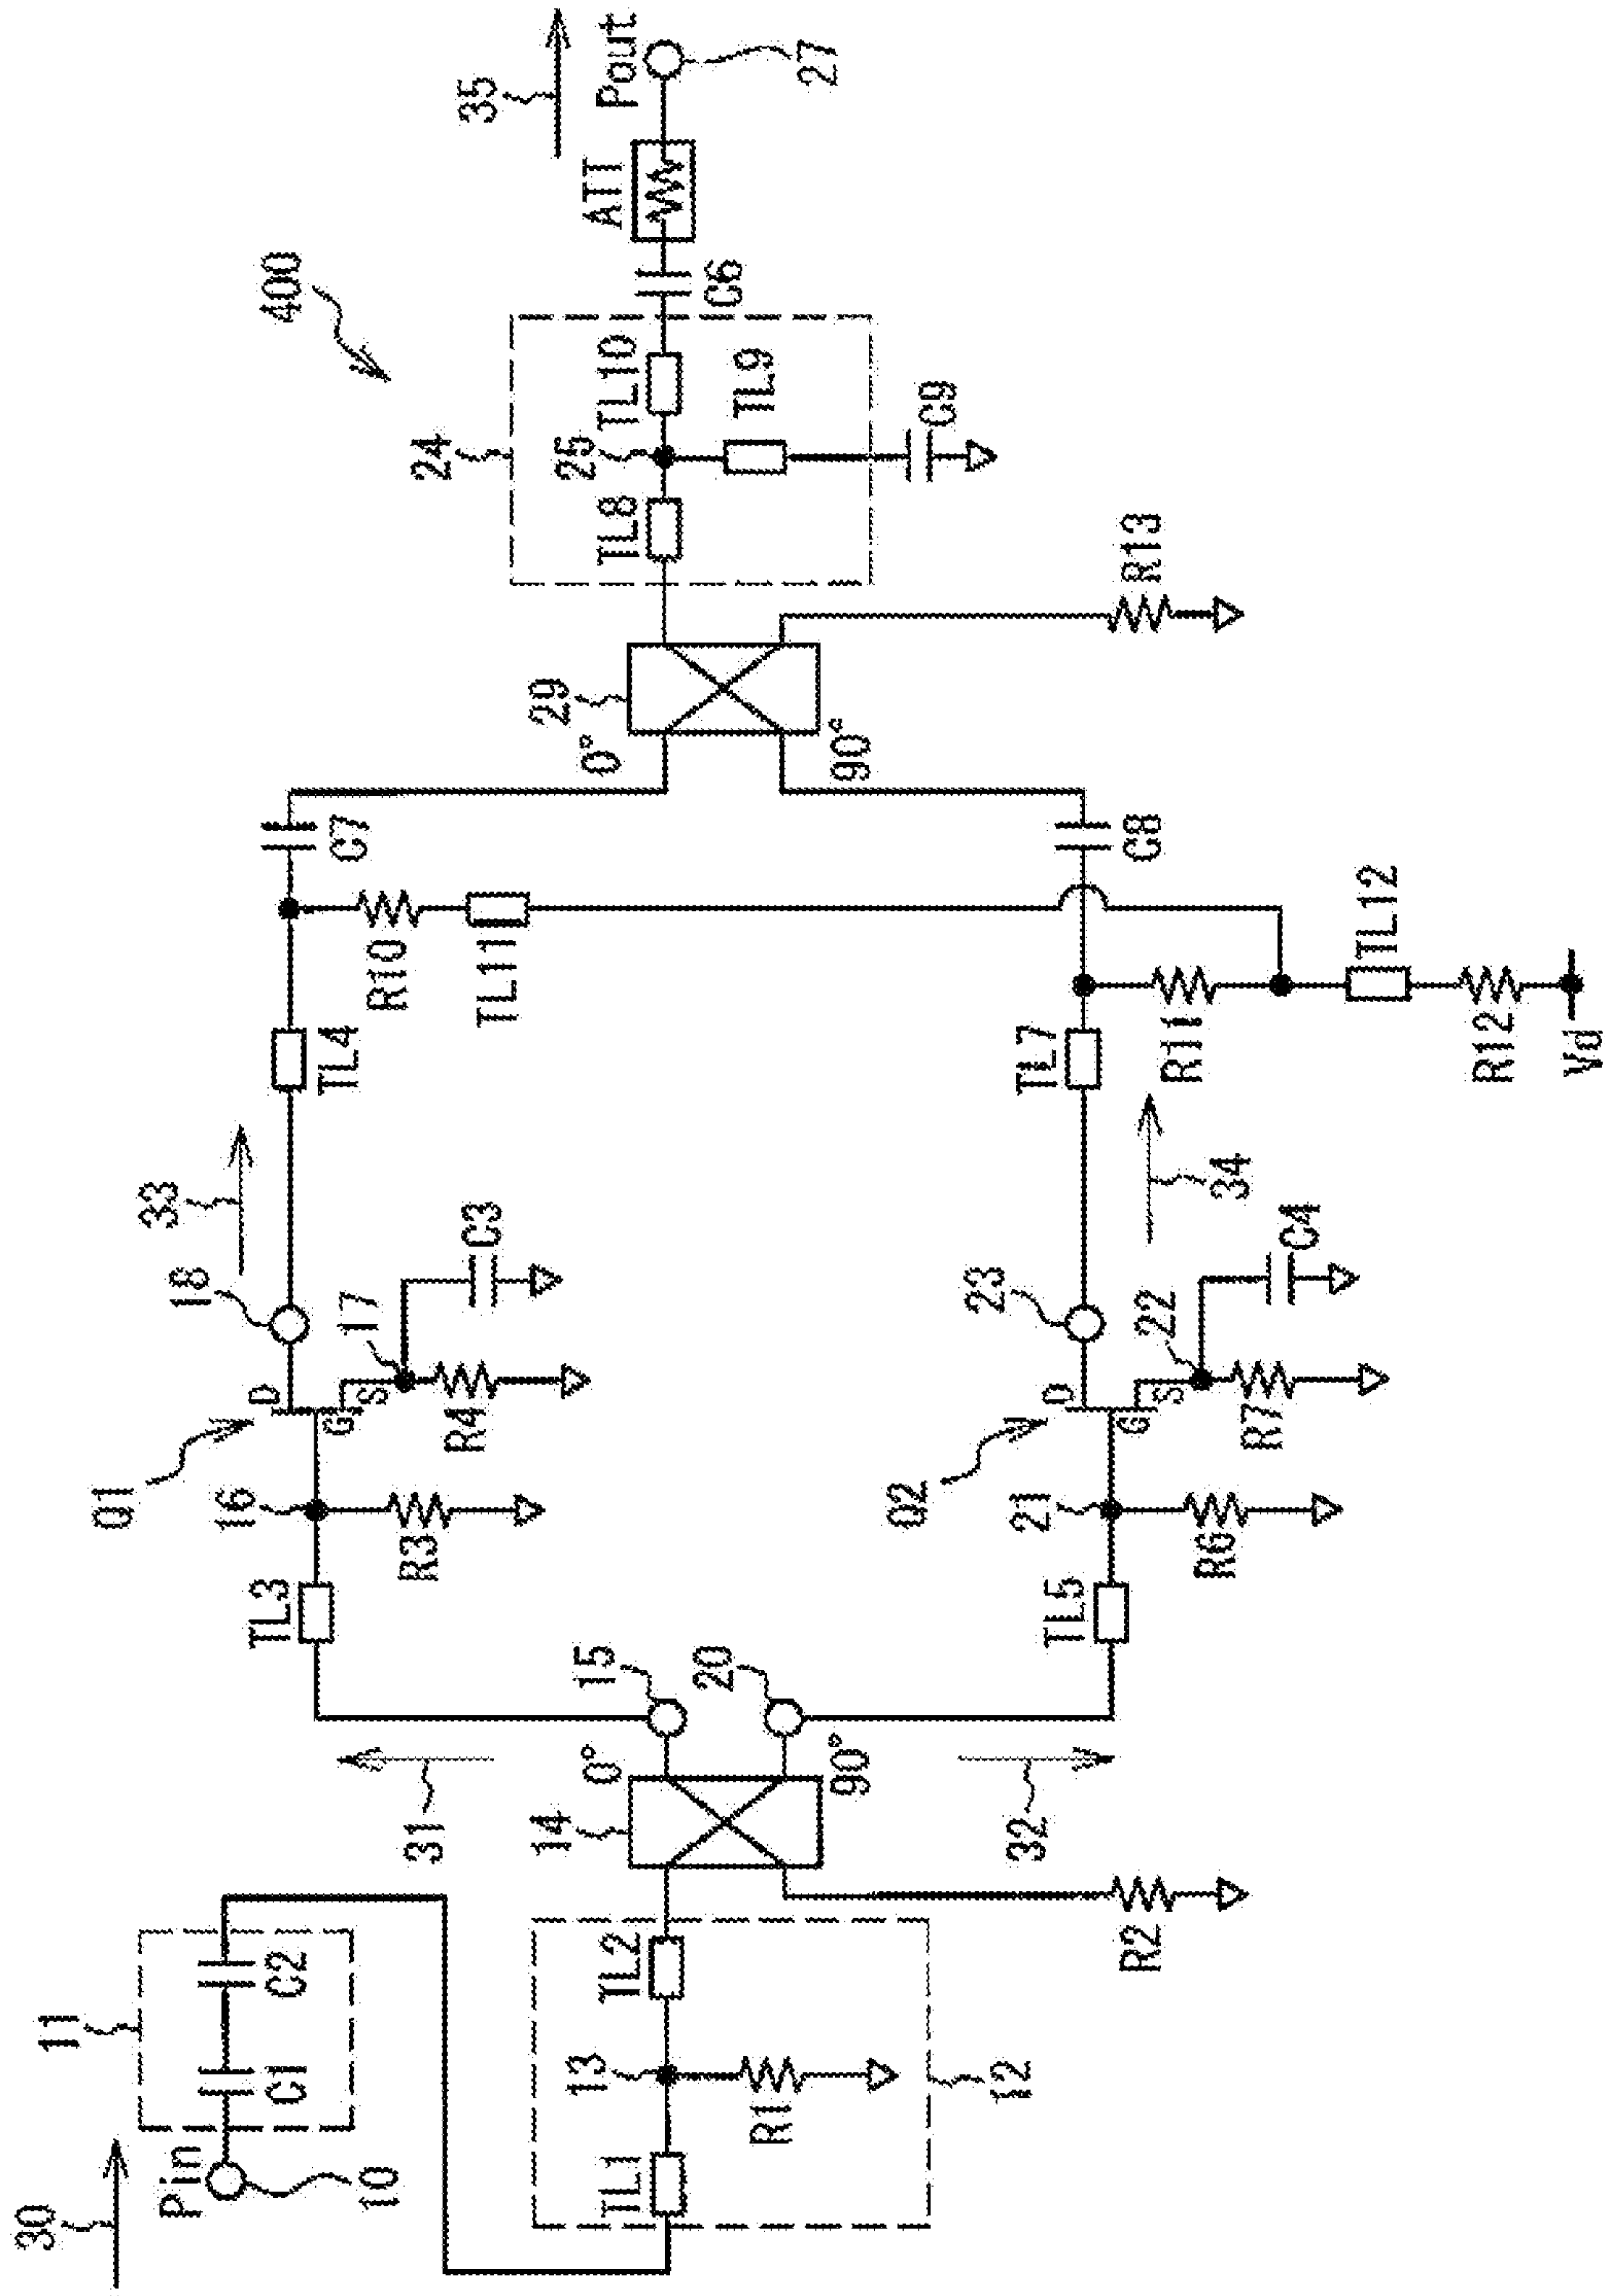 400
30
Pin
10
11
C1
C2
12
TL1
13
R1
TL2
R2
14
0°
90°
31
32
15
20
TL3
16
R3
Q1
D
G
S
17
R4
C3
18
33
TL4
R10
TL11
C7
TL5
21
R6
Q2
D
G
S
22
R7
C4
23
34
TL7
R11
TL12
R12
Vd
C8
0°
90°
29
R13
24
TL8
25
TL10
TL9
C9
C6
ATT
35
Pout
27